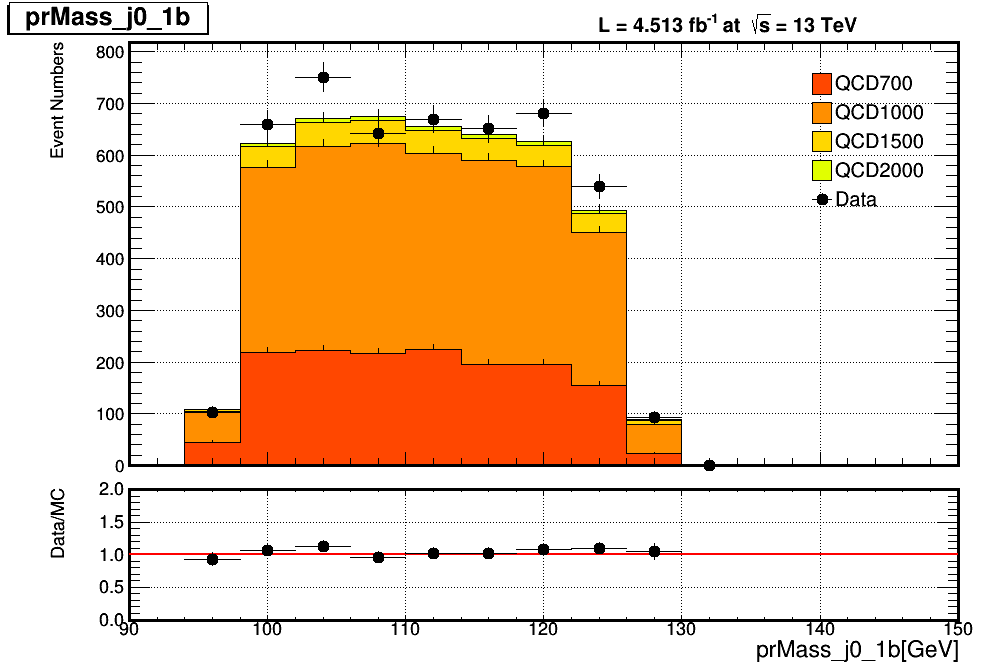 prMass_j0_1b
L = 4.513 fb-1 at √s = 13 TeV
Event Numbers
800
700
600
500
400
300
200
100
0
QCD700
QCD1000
QCD1500
QCD2000
Data
Data/MC
2.0
1.5
1.0
0.5
0.0
90 100 110 120 130 140 150
prMass_j0_1b[GeV]